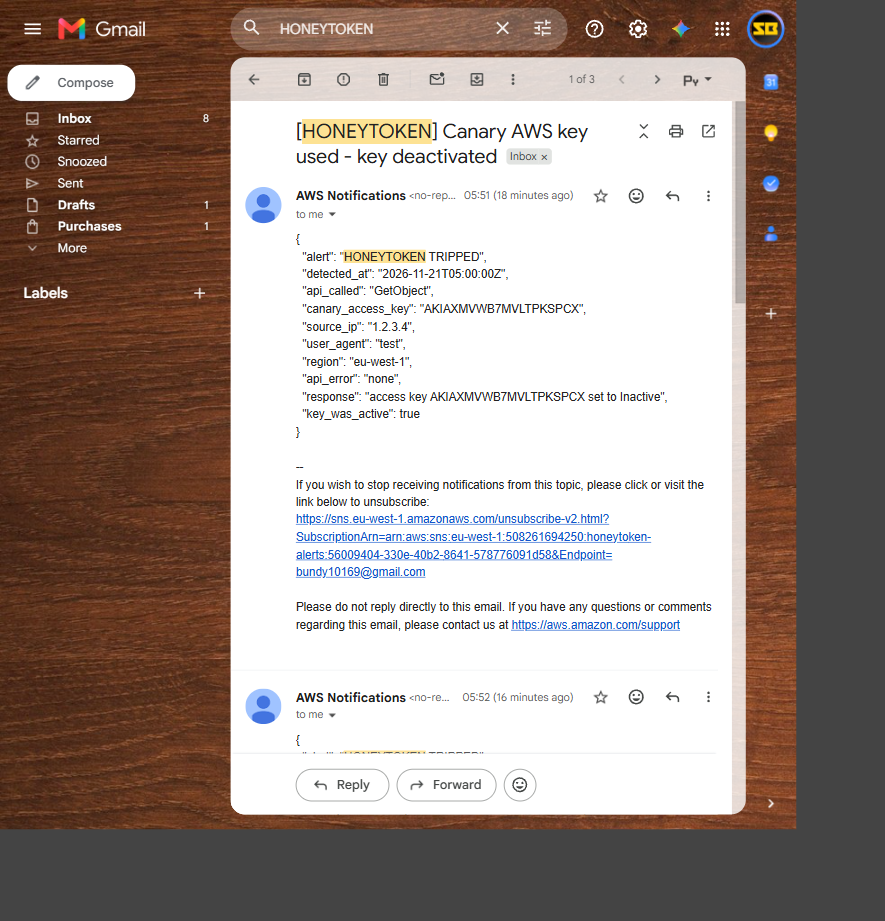 Gmail
HONEYTOKEN
SB
Compose
Inbox 8
Starred
Snoozed
Sent
Drafts 1
Purchases 1
More
Labels
1 of 3
[HONEYTOKEN] Canary AWS key
used - key deactivated Inbox ×
AWS Notifications <no-rep... 05:51 (18 minutes ago)
to me
{
"alert": "HONEYTOKEN TRIPPED",
"detected_at": "2026-11-21T05:00:00Z",
"api_called": "GetObject",
"canary_access_key": "AKIAXMVWB7MVLTPKSPCX",
"source_ip": "1.2.3.4",
"user_agent": "test",
"region": "eu-west-1",
"api_error": "none",
"response": "access key AKIAXMVWB7MVLTPKSPCX set to Inactive",
"key_was_active": true
}
--
If you wish to stop receiving notifications from this topic, please click or visit the
link below to unsubscribe:
https://sns.eu-west-1.amazonaws.com/unsubscribe-v2.html?
SubscriptionArn=arn:aws:sns:eu-west-1:508261694250:honeytoken-
alerts:56009404-330e-40b2-8641-578776091d58&Endpoint=
bundy10169@gmail.com
Please do not reply directly to this email. If you have any questions or comments
regarding this email, please contact us at https://aws.amazon.com/support
AWS Notifications <no-re... 05:52 (16 minutes ago)
to me
{
Reply
Forward
31